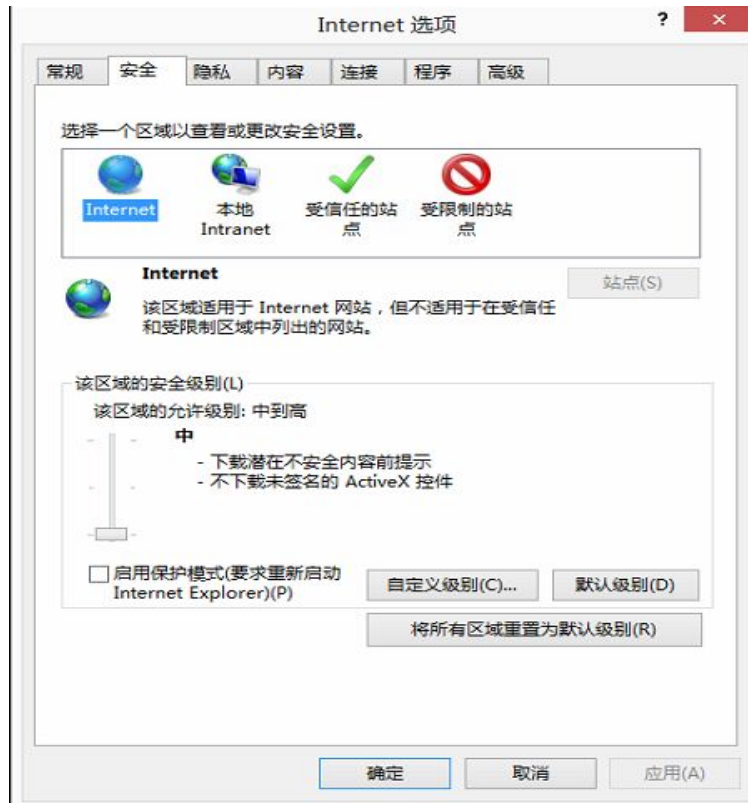 Internet 选项
?
×
常规 安全 隐私 内容 连接 程序 高级
选择一个区域以查看或更改安全设置。
Internet
本地
Intranet
受信任的站
点
受限制的站
点
Internet
站点(S)
该区域适用于 Internet 网站，但不适用于在受信任
和受限制区域中列出的网站。
该区域的安全级别(L)
该区域的允许级别: 中到高
中
- 下载潜在不安全内容前提示
- 不下载未签名的 ActiveX 控件
启用保护模式(要求重新启动
Internet Explorer)(P)
自定义级别(C)...
默认级别(D)
将所有区域重置为默认级别(R)
确定
取消
应用(A)